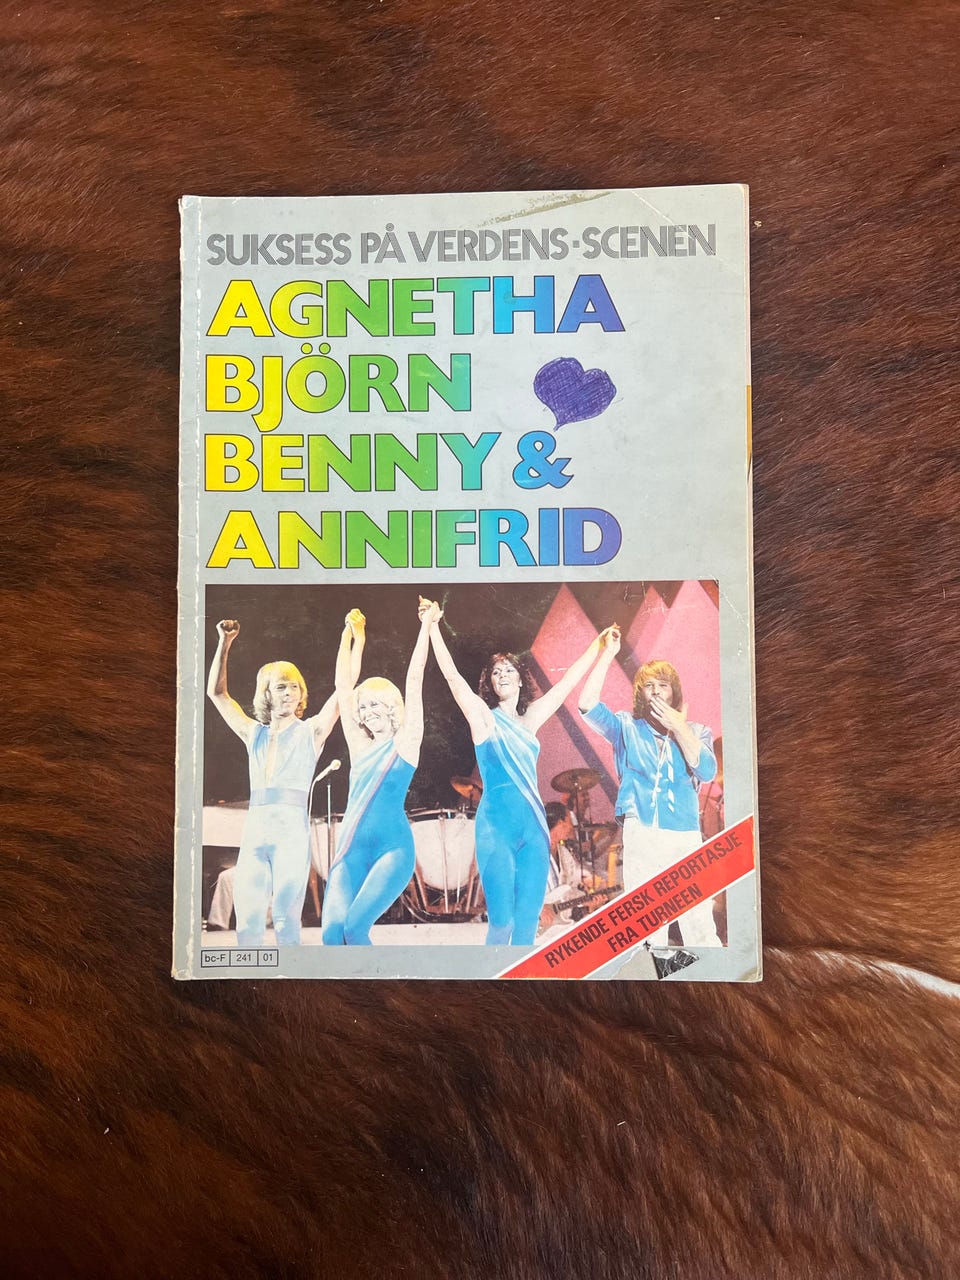 SUKSESS PÅ VERDENS-SCENEN
AGNETHA
BJÖRN
BENNY &
ANNIFRID
RYKENDE FERSK REPORTASJE
FRA TURNEEN
bc-F 241 01